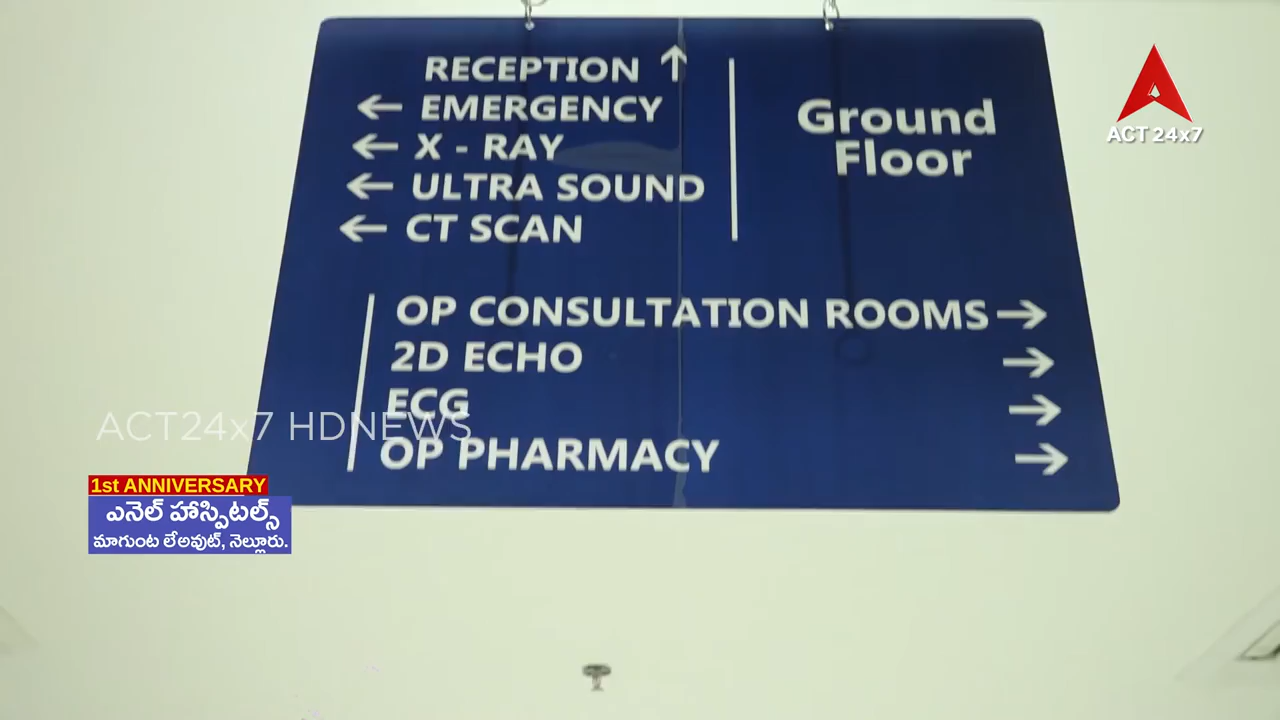 RECEPTION ↑
← EMERGENCY
← X - RAY
← ULTRA SOUND
← CT SCAN
Ground
Floor
OP CONSULTATION ROOMS →
2D ECHO →
ECG →
OP PHARMACY →
ACT 24x7
ACT24x7 HDNEWS
1st ANNIVERSARY
ఎనెల్ హాస్పిటల్స్
మాగుంట లేఅవుట్, నెల్లూరు.